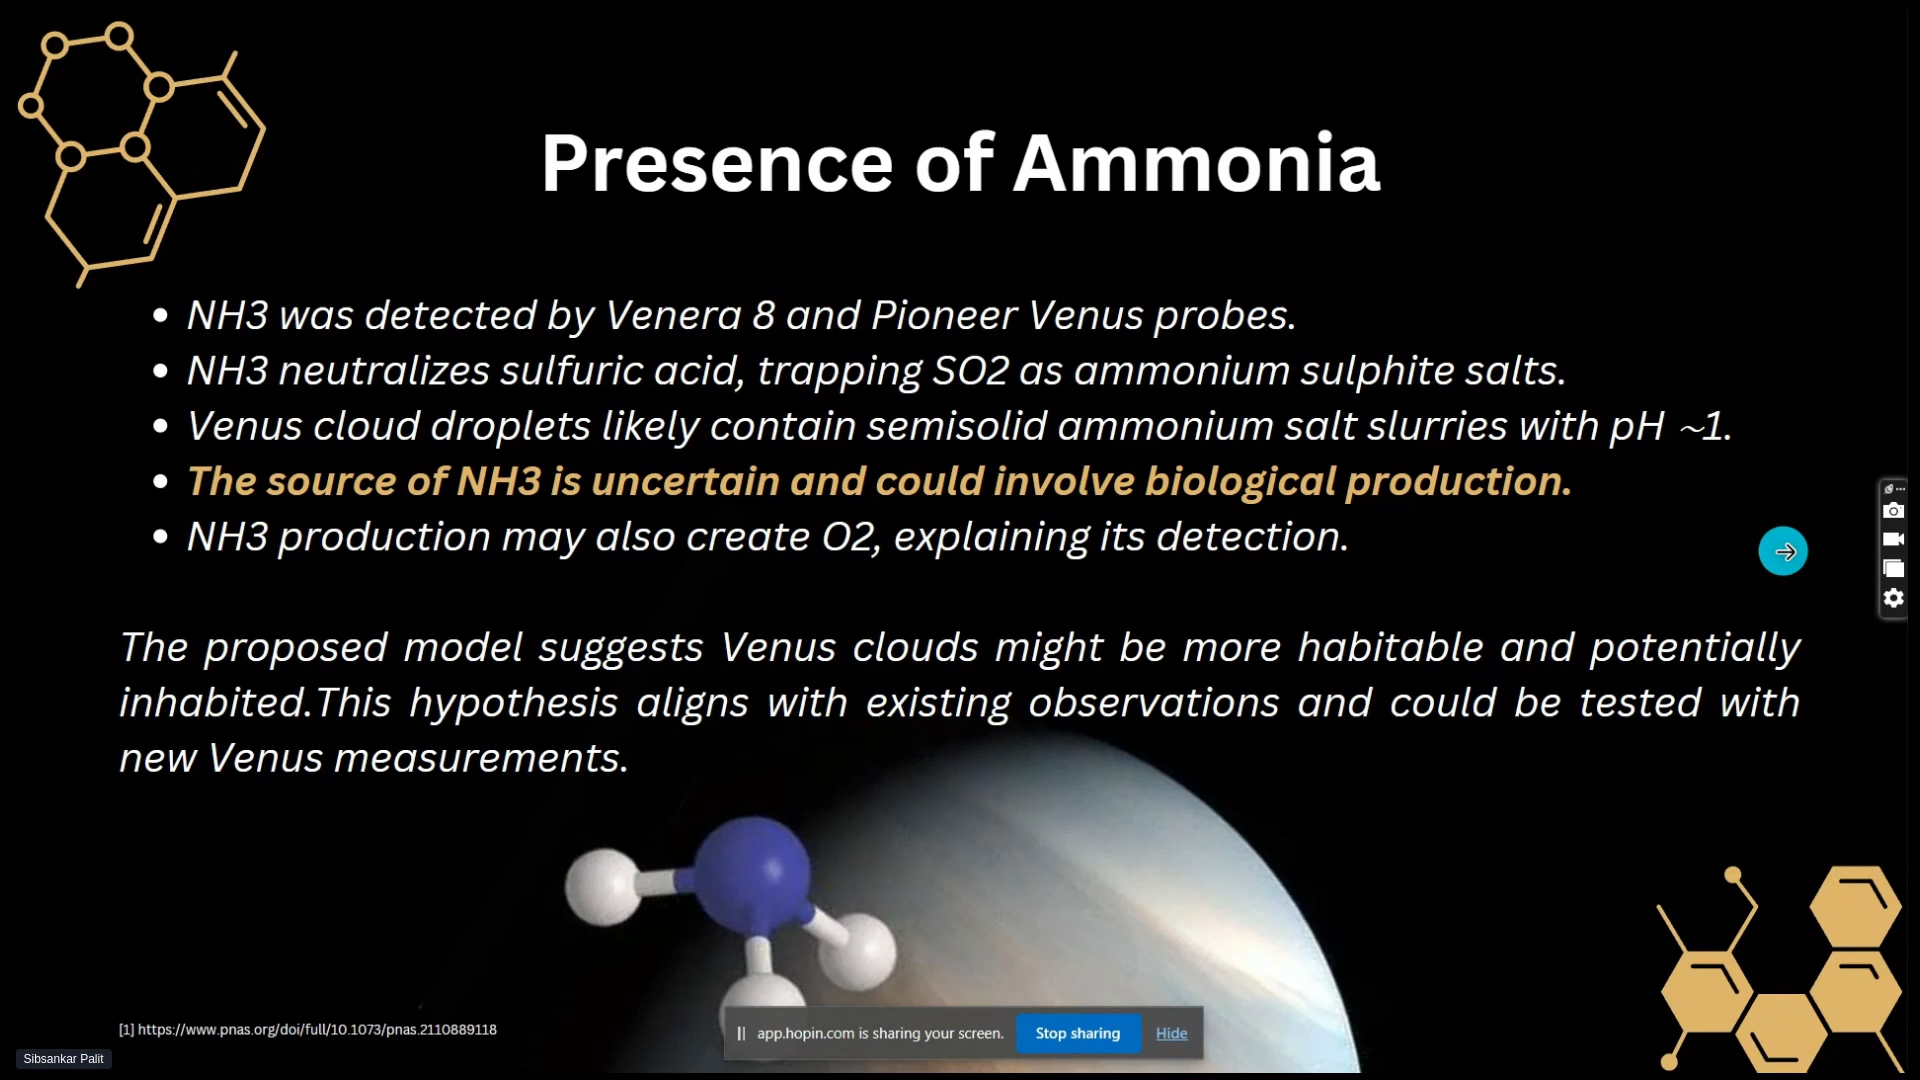 Presence of Ammonia
• NH3 was detected by Venera 8 and Pioneer Venus probes.
• NH3 neutralizes sulfuric acid, trapping SO2 as ammonium sulphite salts.
• Venus cloud droplets likely contain semisolid ammonium salt slurries with pH ~1.
• The source of NH3 is uncertain and could involve biological production.
• NH3 production may also create O2, explaining its detection.
The proposed model suggests Venus clouds might be more habitable and potentially
inhabited.This hypothesis aligns with existing observations and could be tested with
new Venus measurements.
[1] https://www.pnas.org/doi/full/10.1073/pnas.2110889118
app.hopin.com is sharing your screen. Stop sharing Hide
Sibsankar Palit